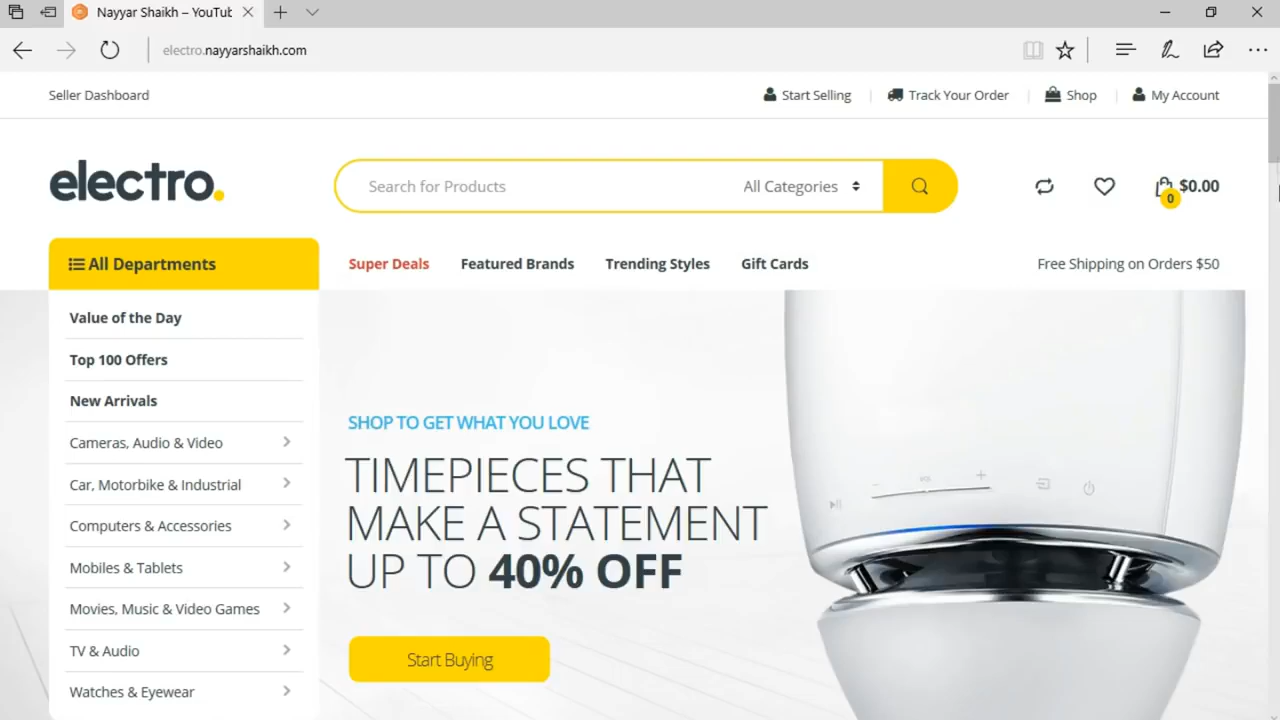 Nayyar Shaikh – YouTub
electro.nayyarshaikh.com
Seller Dashboard
Start Selling
Track Your Order
Shop
My Account
electro.
Search for Products
All Categories
0
$0.00
All Departments
Super Deals
Featured Brands
Trending Styles
Gift Cards
Free Shipping on Orders $50
Value of the Day
Top 100 Offers
New Arrivals
Cameras, Audio & Video
Car, Motorbike & Industrial
Computers & Accessories
Mobiles & Tablets
Movies, Music & Video Games
TV & Audio
Watches & Eyewear
SHOP TO GET WHAT YOU LOVE
TIMEPIECES THAT
MAKE A STATEMENT
UP TO 40% OFF
Start Buying